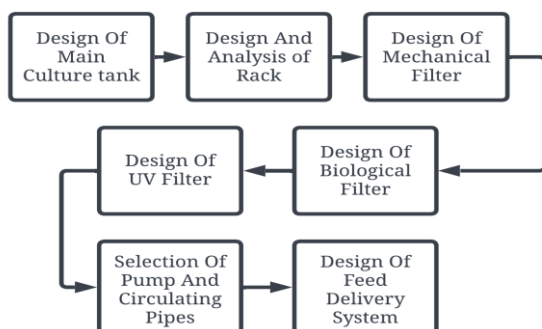 Design Of
Main
Culture tank
Design And
Analysis of
Rack
Design Of
Mechanical
Filter
Design Of
Biological
Filter
Design Of
UV Filter
Selection Of
Pump And
Circulating
Pipes
Design Of
Feed
Delivery
System